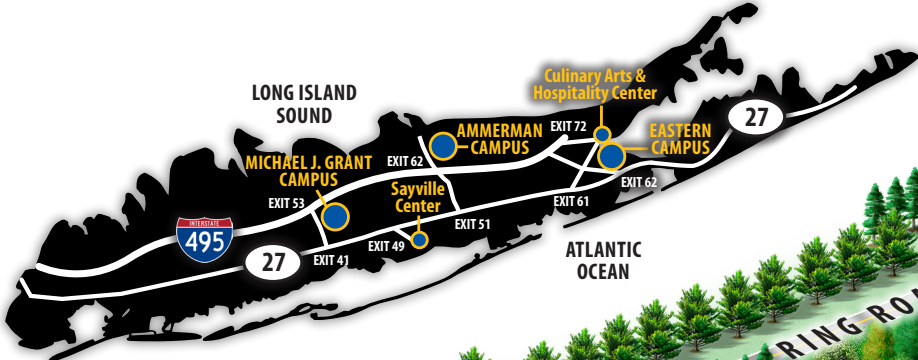 LONG ISLAND
SOUND
Culinary Arts &
Hospitality Center
27
AMMERMAN
CAMPUS
EXIT 72
EASTERN
CAMPUS
MICHAEL J. GRANT
CAMPUS
EXIT 62
Sayville
Center
EXIT 62
EXIT 53
EXIT 61
INTERSTATE
495
EXIT 51
EXIT 49
27
EXIT 41
ATLANTIC
OCEAN
RING